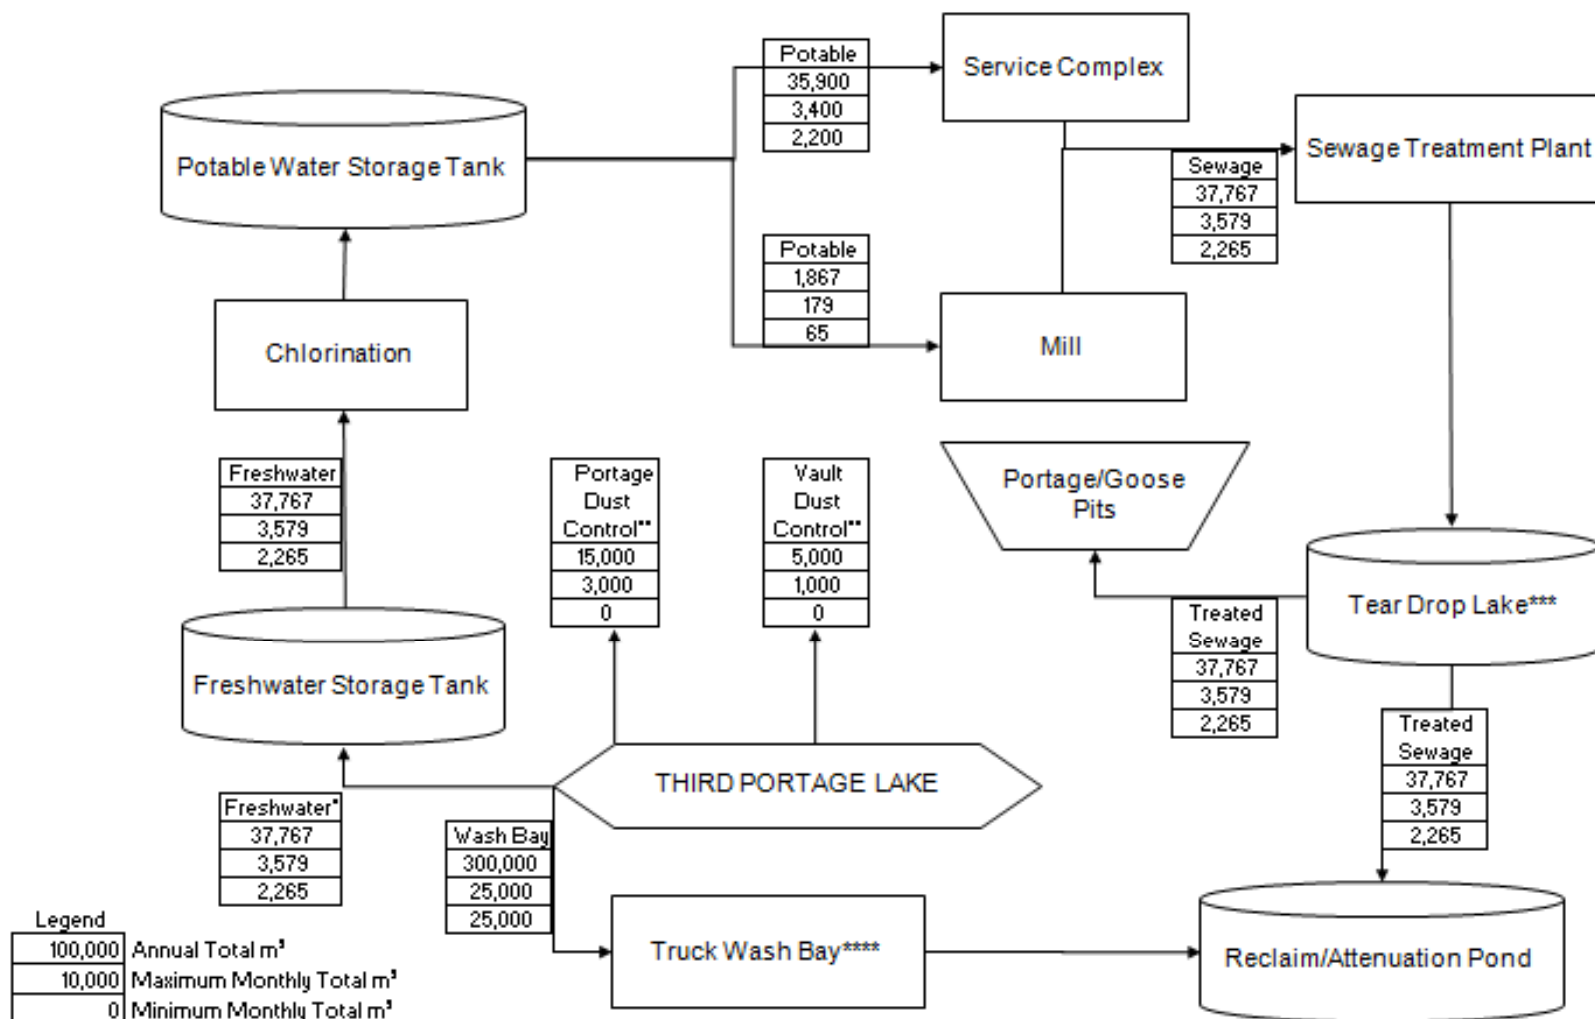 Potable
35,900
3,400
2,200
Service Complex
Sewage Treatment Plant
Potable Water Storage Tank
Sewage
37,767
3,579
2,265
Potable
1,867
179
65
Mill
Chlorination
Freshwater
37,767
3,579
2,265
Portage
Dust
Control**
15,000
3,000
0
Vault
Dust
Control**
5,000
1,000
0
Portage/Goose
Pits
Tear Drop Lake***
Treated
Sewage
37,767
3,579
2,265
Freshwater Storage Tank
Treated
Sewage
37,767
3,579
2,265
THIRD PORTAGE LAKE
Freshwater*
37,767
3,579
2,265
Wash Bay
300,000
25,000
25,000
Truck Wash Bay****
Reclaim/Attenuation Pond
Legend
100,000 Annual Total m³
10,000 Maximum Monthly Total m³
0 Minimum Monthly Total m³